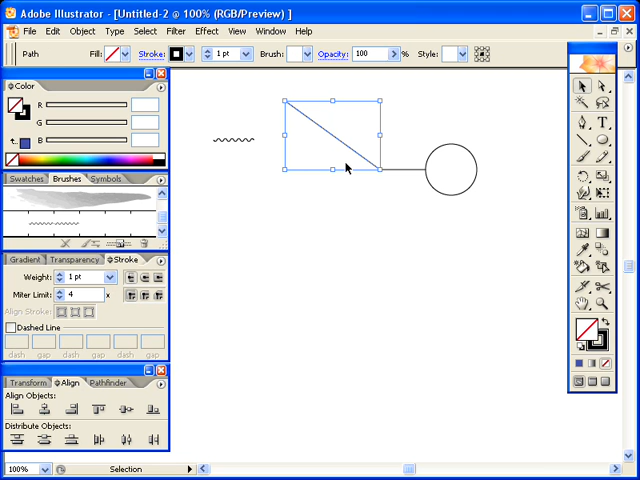 Adobe Illustrator - [Untitled-2 @ 100% (RGB/Preview) ]
File Edit Object Type Select Filter Effect View Window Help
Path Fill: Stroke: 1 pt Brush: Opacity: 100 % Style:
Color
R
G
B
Swatches Brushes Symbols
Gradient Transparency Stroke
Weight: 1 pt
Miter Limit: 4 x
Align Stroke:
Dashed Line
dash gap dash gap dash gap
Transform Align Pathfinder
Align Objects:
Distribute Objects:
100% Selection